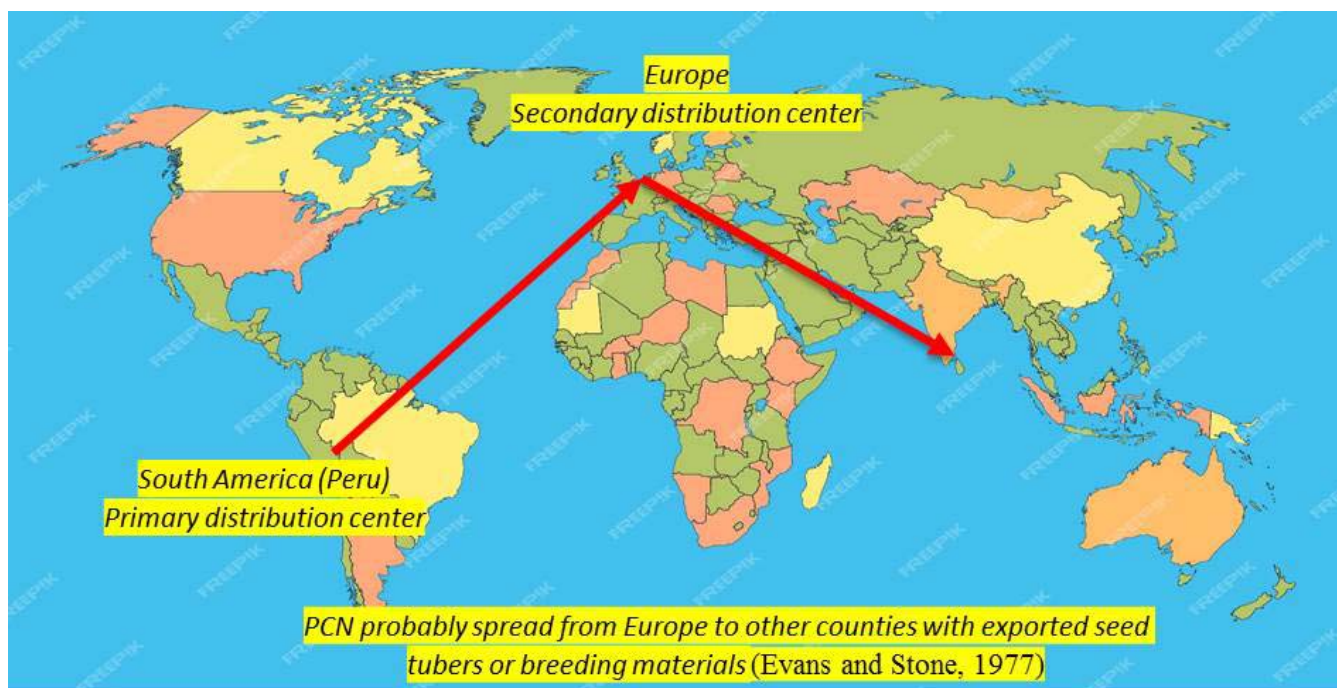 Europe
Secondary distribution center
South America (Peru)
Primary distribution center
PCN probably spread from Europe to other counties with exported seed
tubers or breeding materials (Evans and Stone, 1977)
FREEPIK